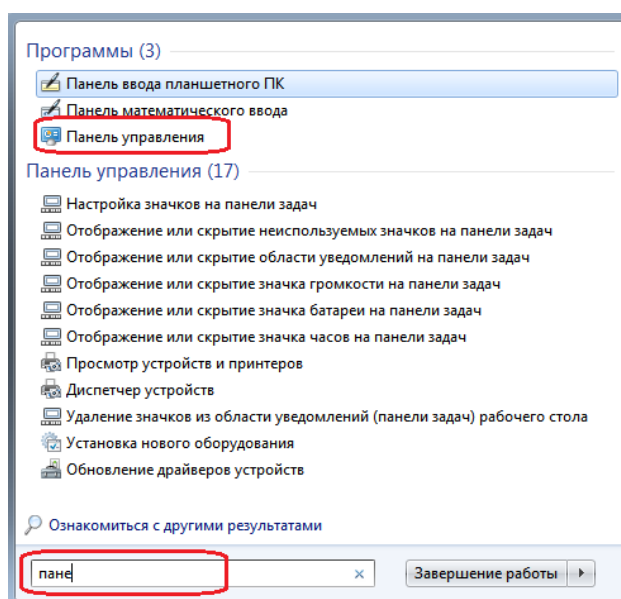 Программы (3)
Панель ввода планшетного ПК
Панель математического ввода
Панель управления
Панель управления (17)
Настройка значков на панели задач
Отображение или скрытие неиспользуемых значков на панели задач
Отображение или скрытие области уведомлений на панели задач
Отображение или скрытие значка громкости на панели задач
Отображение или скрытие значка батареи на панели задач
Отображение или скрытие значка часов на панели задач
Просмотр устройств и принтеров
Диспетчер устройств
Удаление значков из области уведомлений (панели задач) рабочего стола
Установка нового оборудования
Обновление драйверов устройств
Ознакомиться с другими результатами
пане
Завершение работы